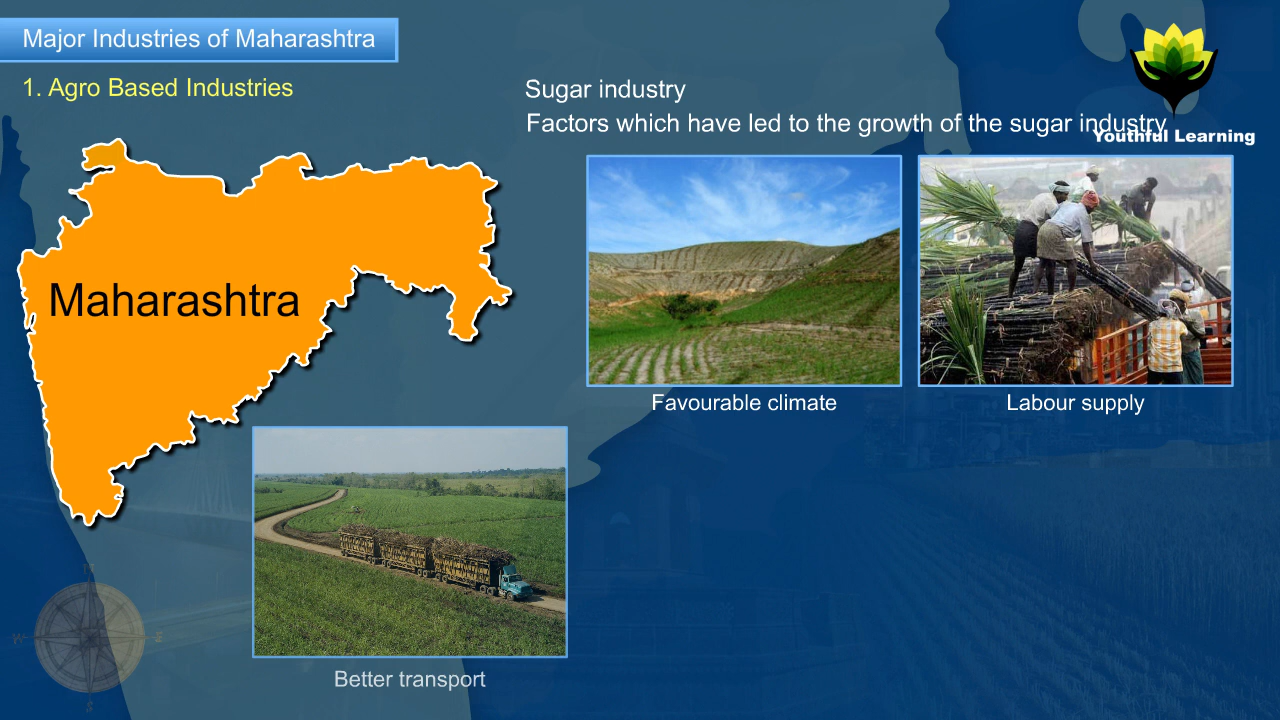 Major Industries of Maharashtra
1. Agro Based Industries
Sugar industry
Factors which have led to the growth of the sugar industry
Youthful Learning
Maharashtra
Favourable climate
Labour supply
Better transport
N
W
E
S